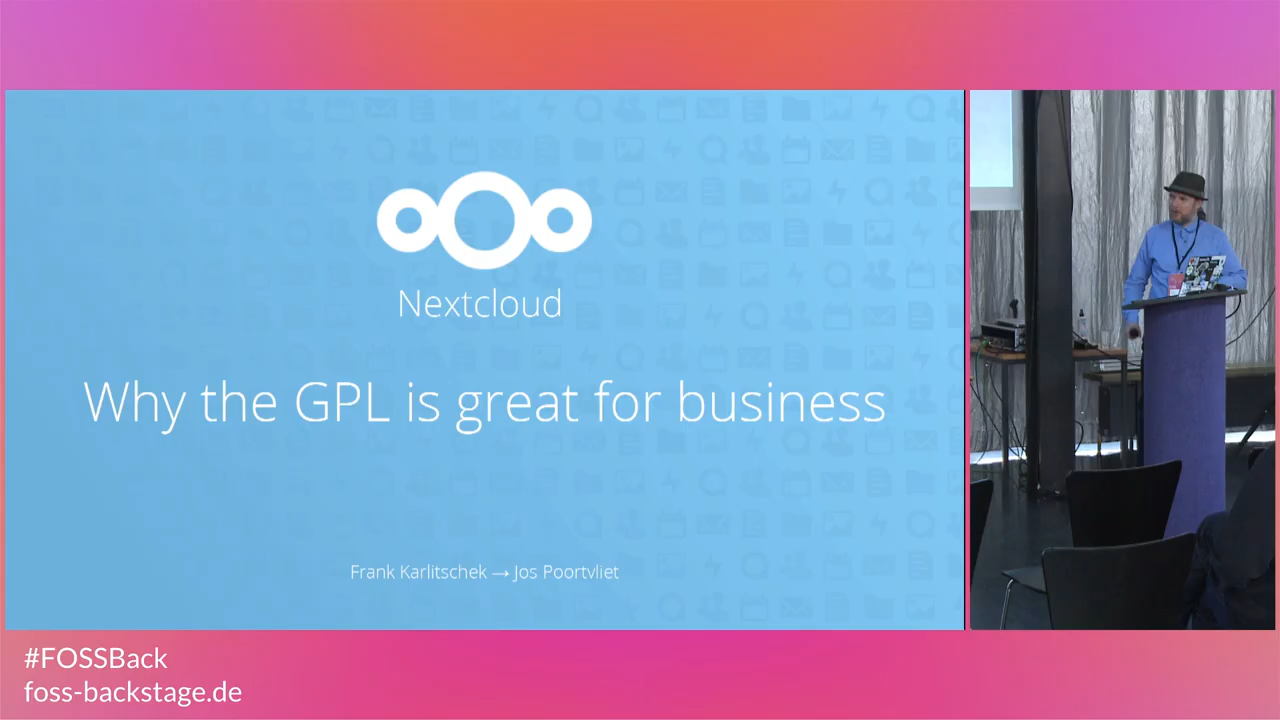 Nextcloud
Why the GPL is great for business
Frank Karlitschek → Jos Poortvliet
#FOSSBack
foss-backstage.de